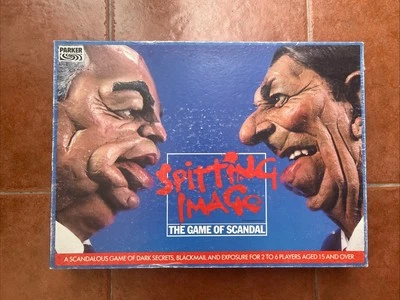 PARKER
SPITTING
IMAGE
THE GAME OF SCANDAL
A SCANDALOUS GAME OF DARK SECRETS, BLACKMAIL AND EXPOSURE FOR 2 TO 6 PLAYERS AGED 15 AND OVER